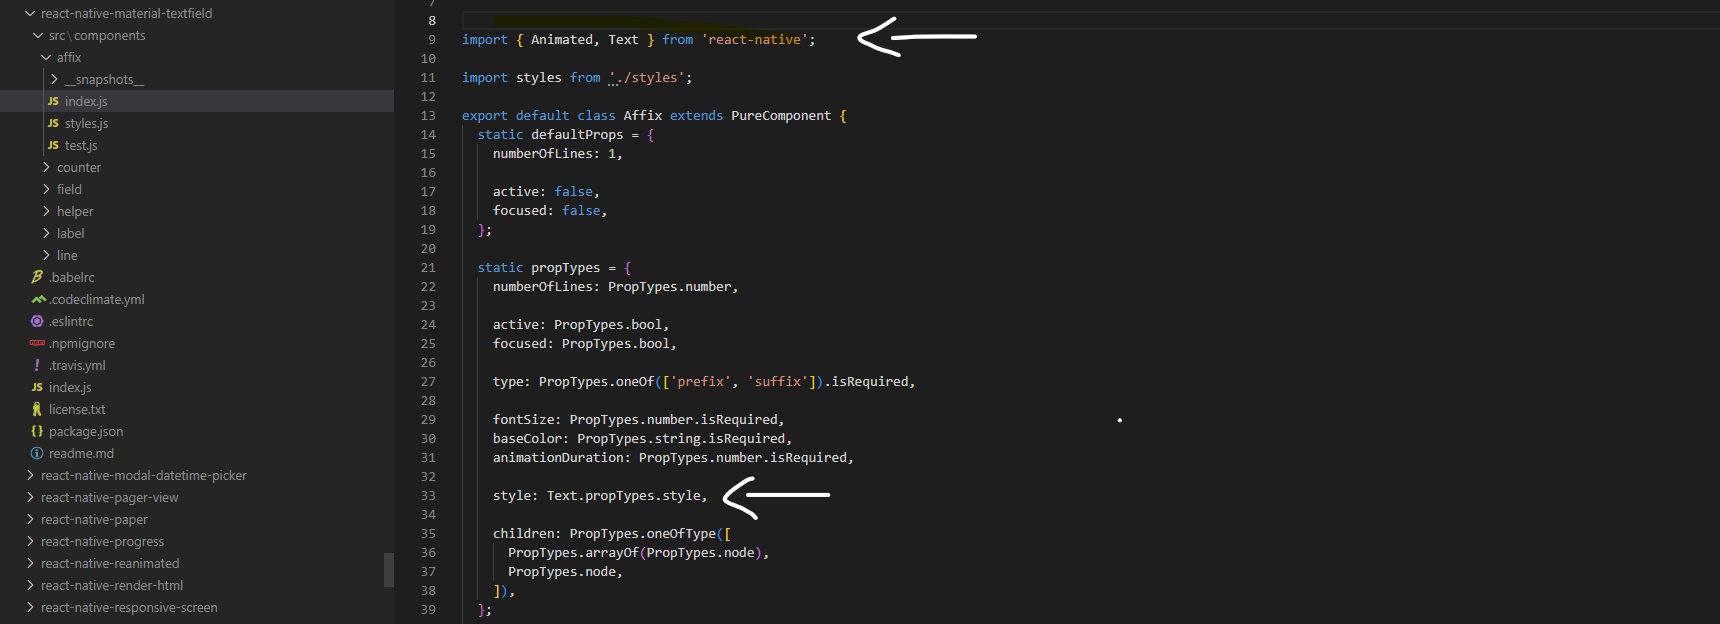 react-native-material-textfield
src\components
affix
__snapshots__
JS index.js
JS styles.js
JS test.js
counter
field
helper
label
line
.babelrc
.codeclimate.yml
.eslintrc
npm .npmignore
! .travis.yml
JS index.js
license.txt
{} package.json
readme.md
react-native-modal-datetime-picker
react-native-pager-view
react-native-paper
react-native-progress
react-native-reanimated
react-native-render-html
react-native-responsive-screen
7
8
9 import { Animated, Text } from 'react-native';
10
11 import styles from './styles';
12
13 export default class Affix extends PureComponent {
14 static defaultProps = {
15 numberOfLines: 1,
16
17 active: false,
18 focused: false,
19 };
20
21 static propTypes = {
22 numberOfLines: PropTypes.number,
23
24 active: PropTypes.bool,
25 focused: PropTypes.bool,
26
27 type: PropTypes.oneOf(['prefix', 'suffix']).isRequired,
28
29 fontSize: PropTypes.number.isRequired,
30 baseColor: PropTypes.string.isRequired,
31 animationDuration: PropTypes.number.isRequired,
32
33 style: Text.propTypes.style,
34
35 children: PropTypes.oneOfType([
36 PropTypes.arrayOf(PropTypes.node),
37 PropTypes.node,
38 ]),
39 };